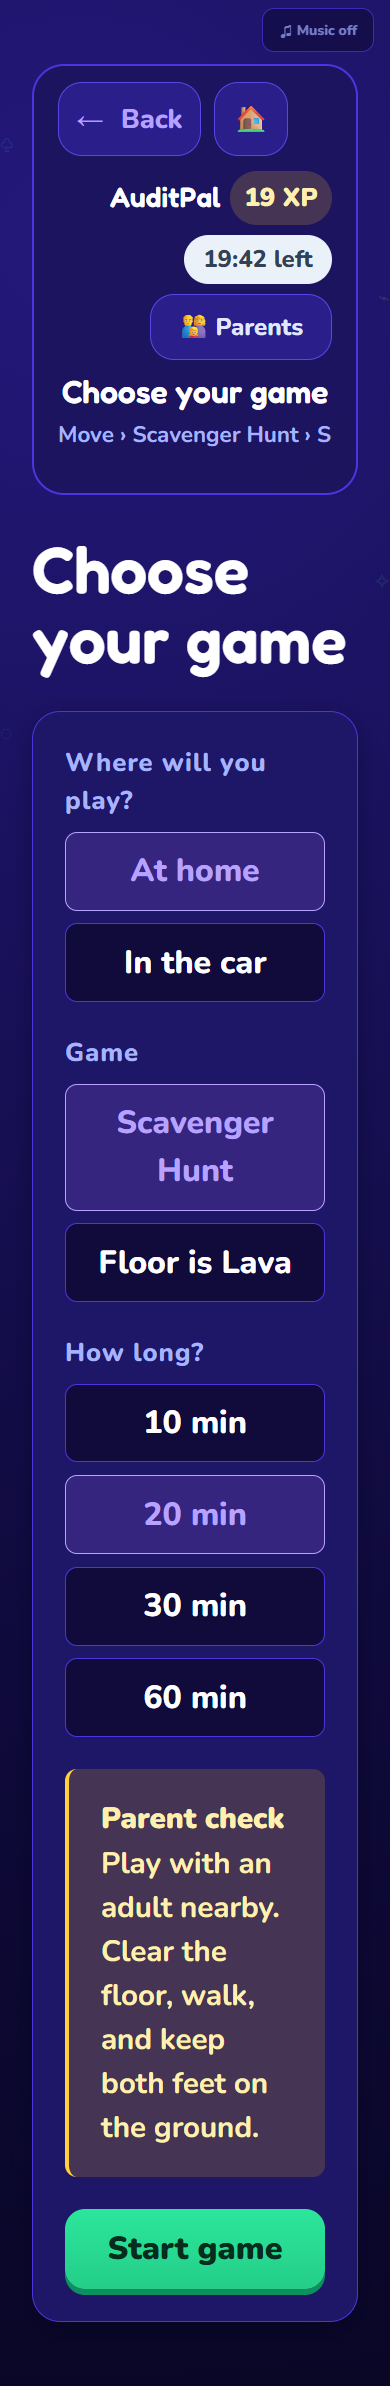 ♫ Music off
← Back
AuditPal 19 XP
19:42 left
Parents
Choose your game
Move › Scavenger Hunt › S
Choose
your game
Where will you
play?
At home
In the car
Game
Scavenger
Hunt
Floor is Lava
How long?
10 min
20 min
30 min
60 min
Parent check
Play with an
adult nearby.
Clear the
floor, walk,
and keep
both feet on
the ground.
Start game